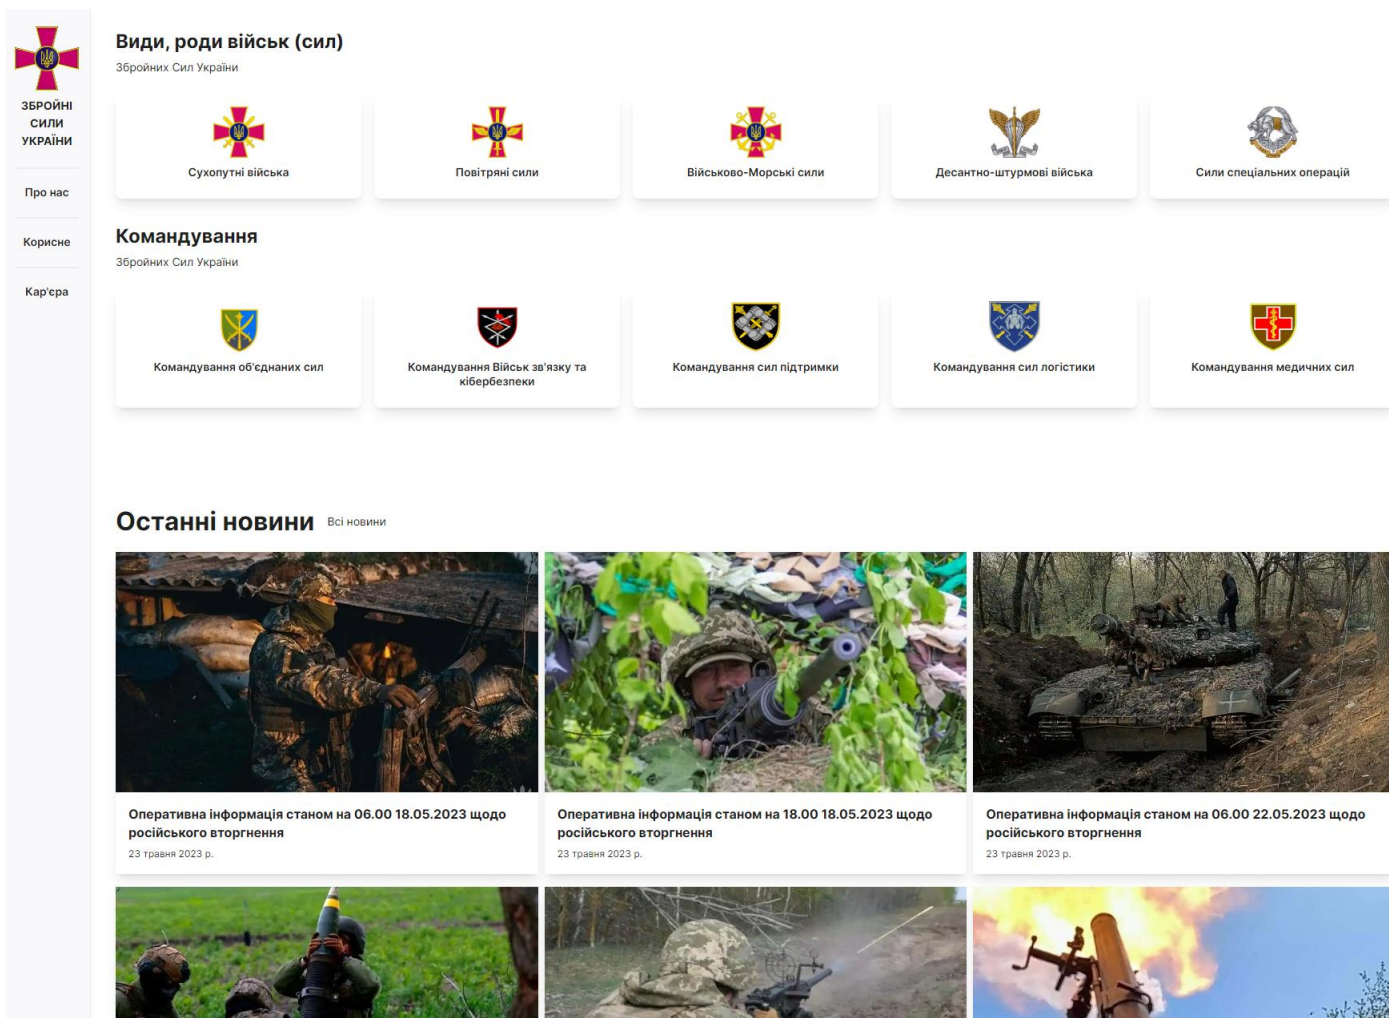 ЗБРОЙНІ
СИЛИ
УКРАЇНИ
Про нас
Корисне
Кар'єра
Види, роди військ (сил)
Збройних Сил України
Сухопутні війська
Повітряні сили
Військово-Морські сили
Десантно-штурмові війська
Сили спеціальних операцій
Командування
Збройних Сил України
Командування об'єднаних сил
Командування Військ зв'язку та
кібербезпеки
Командування сил підтримки
Командування сил логістики
Командування медичних сил
Останні новини
Всі новини
Оперативна інформація станом на 06.00 18.05.2023 щодо
російського вторгнення
23 травня 2023 р.
Оперативна інформація станом на 18.00 18.05.2023 щодо
російського вторгнення
23 травня 2023 р.
Оперативна інформація станом на 06.00 22.05.2023 щодо
російського вторгнення
23 травня 2023 р.